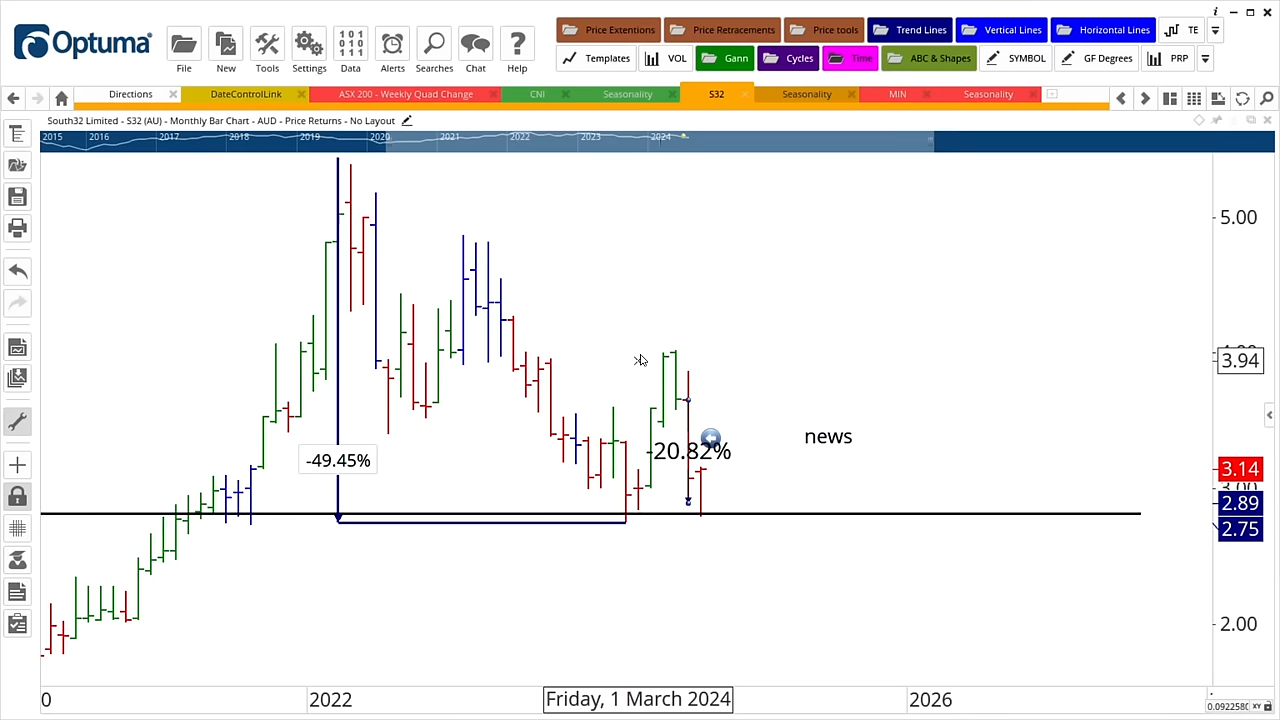 Optuma
File
New
Tools
Settings
Data
Alerts
Searches
Chat
Help
Price Extentions
Price Retracements
Price tools
Trend Lines
Vertical Lines
Horizontal Lines
TE
Templates
VOL
Gann
Cycles
Time
ABC & Shapes
SYMBOL
GF Degrees
PRP
Directions
DateControlLink
ASX 200 - Weekly Quad Change
CNI
Seasonality
S32
Seasonality
MIN
Seasonality
South32 Limited - S32 (AU) - Monthly Bar Chart - AUD - Price Returns - No Layout
2015 2016 2017 2018 2019 2020 2021 2022 2023 2024
5.00
3.94
-20.82%
news
-49.45%
3.14
3.00
2.89
2.75
2.00
0
2022
Friday, 1 March 2024
2026
XY